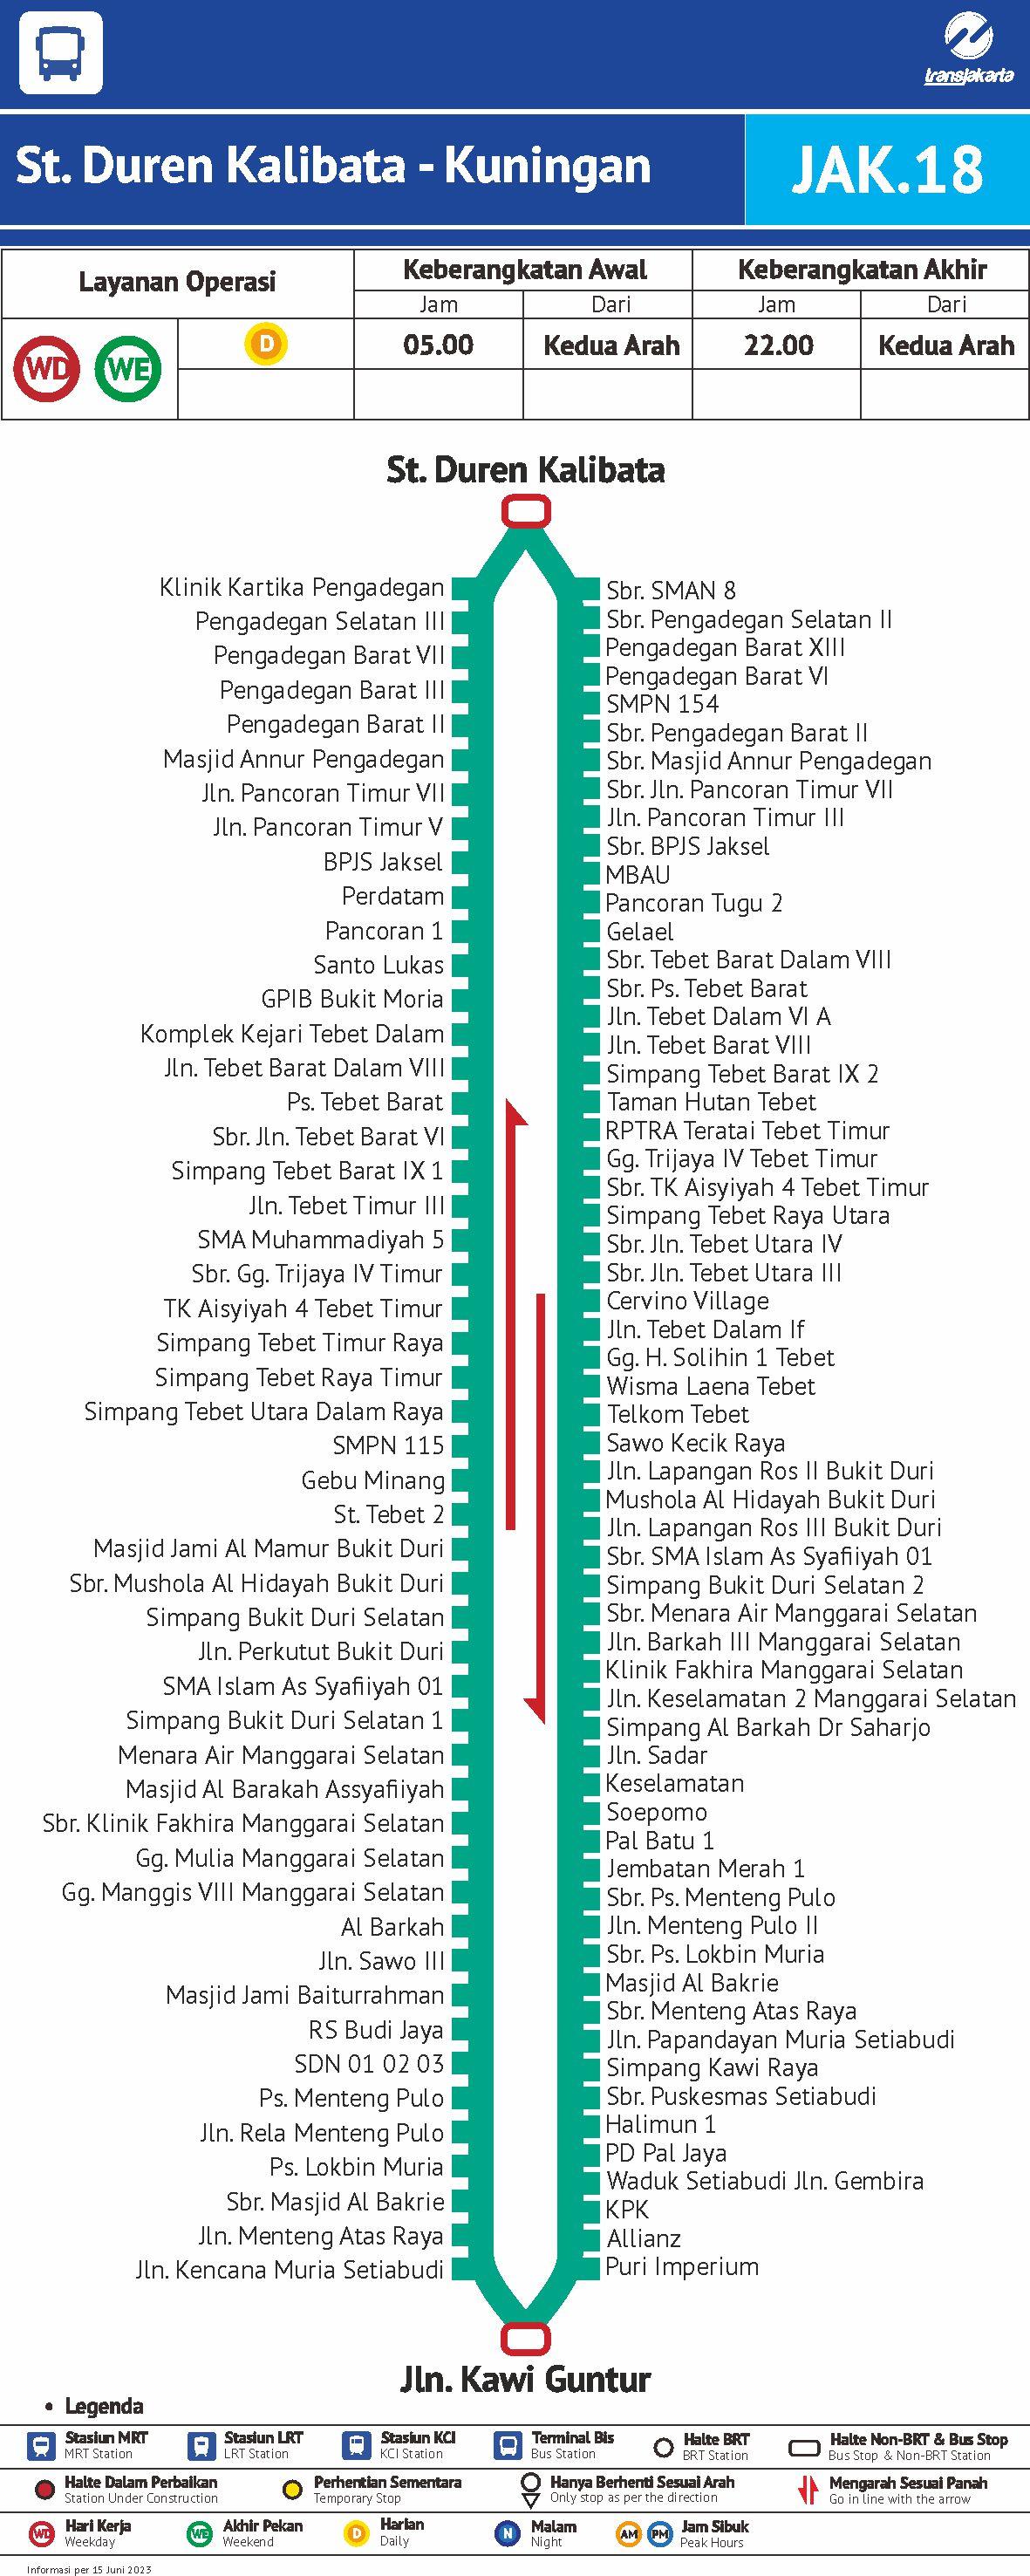 transjakarta
St. Duren Kalibata - Kuningan
JAK.18
Layanan Operasi
Keberangkatan Awal
Keberangkatan Akhir
Jam
Dari
Jam
Dari
WD
WE
D
05.00
Kedua Arah
22.00
Kedua Arah
St. Duren Kalibata
Klinik Kartika Pengadegan
Pengadegan Selatan III
Pengadegan Barat VII
Pengadegan Barat III
Pengadegan Barat II
Masjid Annur Pengadegan
Jln. Pancoran Timur VII
Jln. Pancoran Timur V
BPJS Jaksel
Perdatam
Pancoran 1
Santo Lukas
GPIB Bukit Moria
Komplek Kejari Tebet Dalam
Jln. Tebet Barat Dalam VIII
Ps. Tebet Barat
Sbr. Jln. Tebet Barat VI
Simpang Tebet Barat IX 1
Jln. Tebet Timur III
SMA Muhammadiyah 5
Sbr. Gg. Trijaya IV Timur
TK Aisyiyah 4 Tebet Timur
Simpang Tebet Timur Raya
Simpang Tebet Raya Timur
Simpang Tebet Utara Dalam Raya
SMPN 115
Gebu Minang
St. Tebet 2
Masjid Jami Al Mamur Bukit Duri
Sbr. Mushola Al Hidayah Bukit Duri
Simpang Bukit Duri Selatan
Jln. Perkutut Bukit Duri
SMA Islam As Syafiiyah 01
Simpang Bukit Duri Selatan 1
Menara Air Manggarai Selatan
Masjid Al Barakah Assyafiiyah
Sbr. Klinik Fakhira Manggarai Selatan
Gg. Mulia Manggarai Selatan
Gg. Manggis VIII Manggarai Selatan
Al Barkah
Jln. Sawo III
Masjid Jami Baiturrahman
RS Budi Jaya
SDN 01 02 03
Ps. Menteng Pulo
Jln. Rela Menteng Pulo
Ps. Lokbin Muria
Sbr. Masjid Al Bakrie
Jln. Menteng Atas Raya
Jln. Kencana Muria Setiabudi
Sbr. SMAN 8
Sbr. Pengadegan Selatan II
Pengadegan Barat XIII
Pengadegan Barat VI
SMPN 154
Sbr. Pengadegan Barat II
Sbr. Masjid Annur Pengadegan
Sbr. Jln. Pancoran Timur VII
Jln. Pancoran Timur III
Sbr. BPJS Jaksel
MBAU
Pancoran Tugu 2
Gelael
Sbr. Tebet Barat Dalam VIII
Sbr. Ps. Tebet Barat
Jln. Tebet Dalam VI A
Jln. Tebet Barat VIII
Simpang Tebet Barat IX 2
Taman Hutan Tebet
RPTRA Teratai Tebet Timur
Gg. Trijaya IV Tebet Timur
Sbr. TK Aisyiyah 4 Tebet Timur
Simpang Tebet Raya Utara
Sbr. Jln. Tebet Utara IV
Sbr. Jln. Tebet Utara III
Cervino Village
Jln. Tebet Dalam If
Gg. H. Solihin 1 Tebet
Wisma Laena Tebet
Telkom Tebet
Sawo Kecik Raya
Jln. Lapangan Ros II Bukit Duri
Mushola Al Hidayah Bukit Duri
Jln. Lapangan Ros III Bukit Duri
Sbr. SMA Islam As Syafiiyah 01
Simpang Bukit Duri Selatan 2
Sbr. Menara Air Manggarai Selatan
Jln. Barkah III Manggarai Selatan
Klinik Fakhira Manggarai Selatan
Jln. Keselamatan 2 Manggarai Selatan
Simpang Al Barkah Dr Saharjo
Jln. Sadar
Keselamatan
Soepomo
Pal Batu 1
Jembatan Merah 1
Sbr. Ps. Menteng Pulo
Jln. Menteng Pulo II
Sbr. Ps. Lokbin Muria
Masjid Al Bakrie
Sbr. Menteng Atas Raya
Jln. Papandayan Muria Setiabudi
Simpang Kawi Raya
Sbr. Puskesmas Setiabudi
Halimun 1
PD Pal Jaya
Waduk Setiabudi Jln. Gembira
KPK
Allianz
Puri Imperium
Jln. Kawi Guntur
• Legenda
Stasiun MRT
MRT Station
Stasiun LRT
LRT Station
Stasiun KCI
KCI Station
Terminal Bis
Bus Station
Halte BRT
BRT Station
Halte Non-BRT & Bus Stop
Bus Stop & Non-BRT Station
Halte Dalam Perbaikan
Station Under Construction
Perhentian Sementara
Temporary Stop
Hanya Berhenti Sesuai Arah
Only stop as per the direction
Mengarah Sesuai Panah
Go in line with the arrow
WD
Hari Kerja
Weekday
WE
Akhir Pekan
Weekend
D
Harian
Daily
N
Malam
Night
AM
PM
Jam Sibuk
Peak Hours
Informasi per 15 Juni 2023